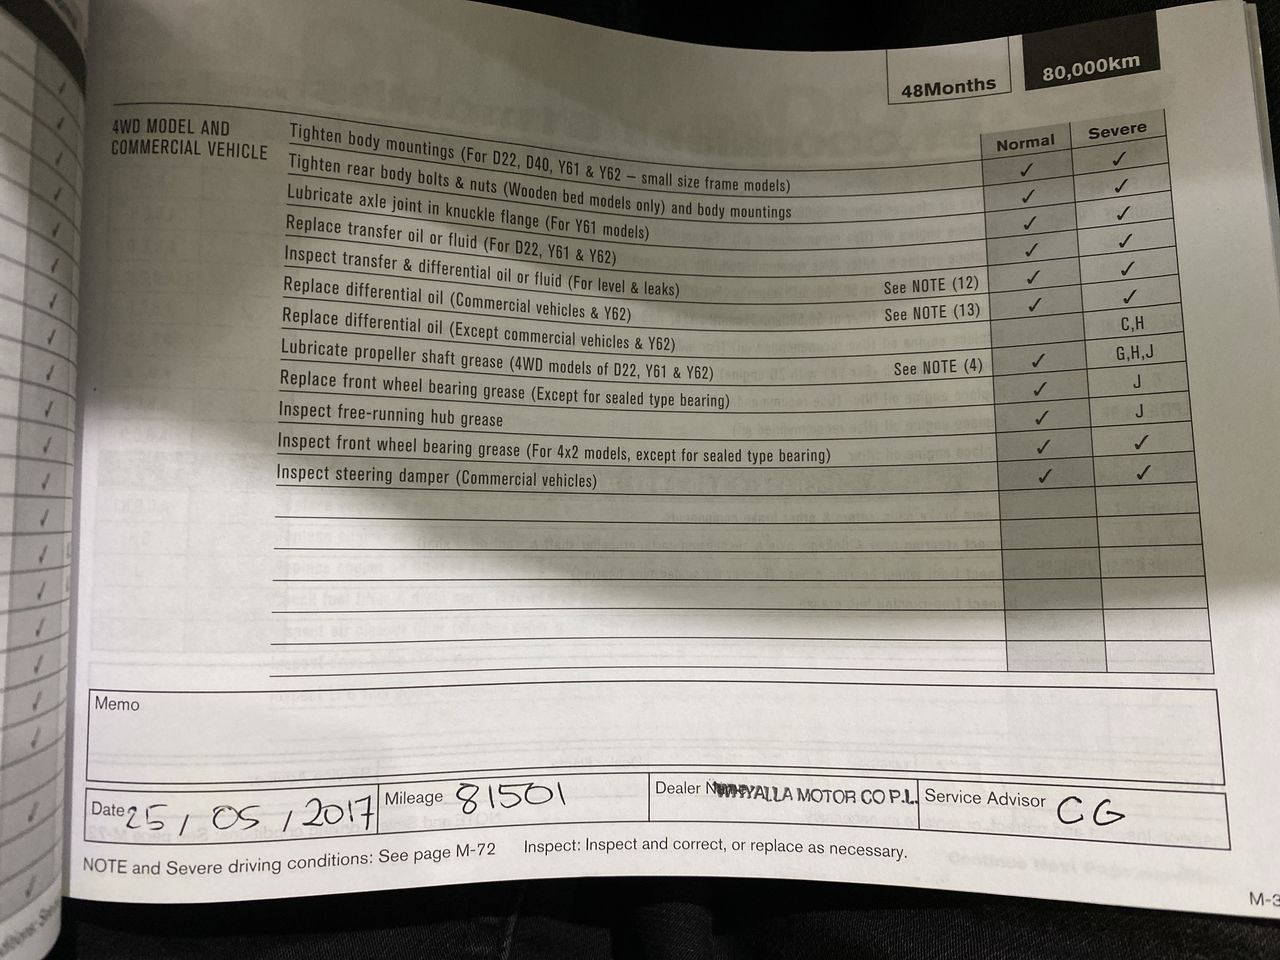 48Months 80,000km
4WD MODEL AND
COMMERCIAL VEHICLE
Normal Severe
Tighten body mountings (For D22, D40, Y61 & Y62 – small size frame models) ✓ ✓
Tighten rear body bolts & nuts (Wooden bed models only) and body mountings ✓ ✓
Lubricate axle joint in knuckle flange (For Y61 models) ✓ ✓
Replace transfer oil or fluid (For D22, Y61 & Y62) ✓ ✓
Inspect transfer & differential oil or fluid (For level & leaks) See NOTE (12) ✓ ✓
Replace differential oil (Commercial vehicles & Y62) See NOTE (13) ✓ ✓
Replace differential oil (Except commercial vehicles & Y62) C,H
Lubricate propeller shaft grease (4WD models of D22, Y61 & Y62) See NOTE (4) ✓ G,H,J
Replace front wheel bearing grease (Except for sealed type bearing) ✓ J
Inspect free-running hub grease ✓ J
Inspect front wheel bearing grease (For 4x2 models, except for sealed type bearing) ✓ ✓
Inspect steering damper (Commercial vehicles) ✓ ✓
Memo
Date 25 / 05 / 2017 Mileage 81501 Dealer WHYALLA MOTOR CO P.L. Service Advisor CG
NOTE and Severe driving conditions: See page M-72 Inspect: Inspect and correct, or replace as necessary.